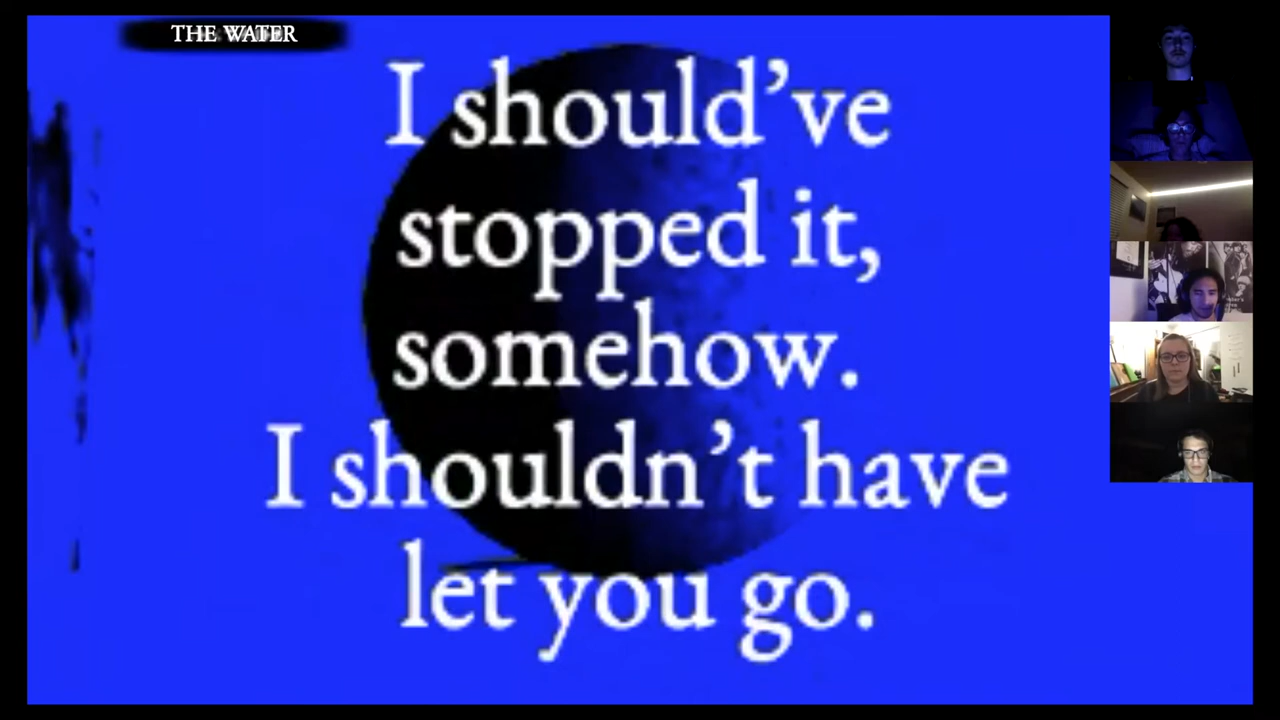 THE WATER
I should’ve
stopped it,
somehow.
I shouldn’t have
let you go.